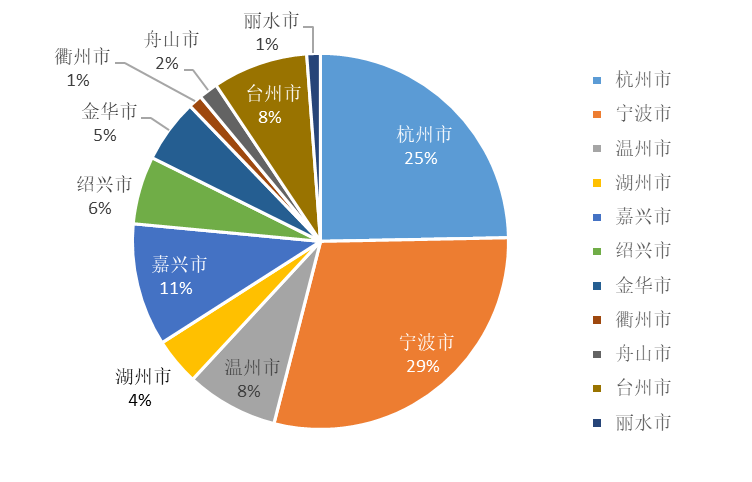 丽水市
1%
舟山市
2%
衢州市
1%
台州市
8%
金华市
5%
杭州市
25%
绍兴市
6%
嘉兴市
11%
宁波市
29%
温州市
8%
湖州市
4%
杭州市
宁波市
温州市
湖州市
嘉兴市
绍兴市
金华市
衢州市
舟山市
台州市
丽水市